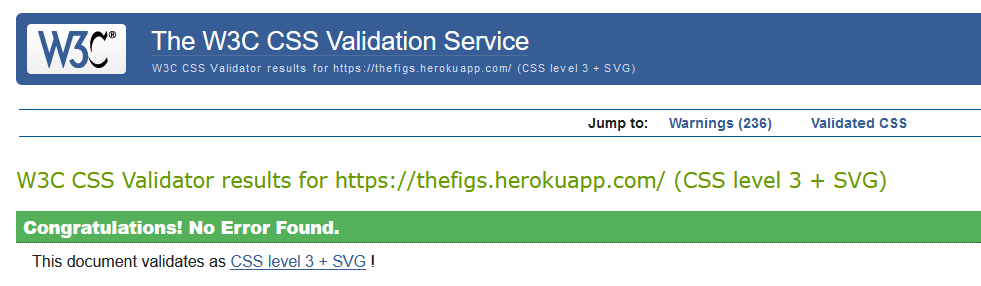 W3C®
The W3C CSS Validation Service
W3C CSS Validator results for https://thefigs.herokuapp.com/ (CSS level 3 + SVG)
Jump to: Warnings (236) Validated CSS
W3C CSS Validator results for https://thefigs.herokuapp.com/ (CSS level 3 + SVG)
Congratulations! No Error Found.
This document validates as CSS level 3 + SVG !